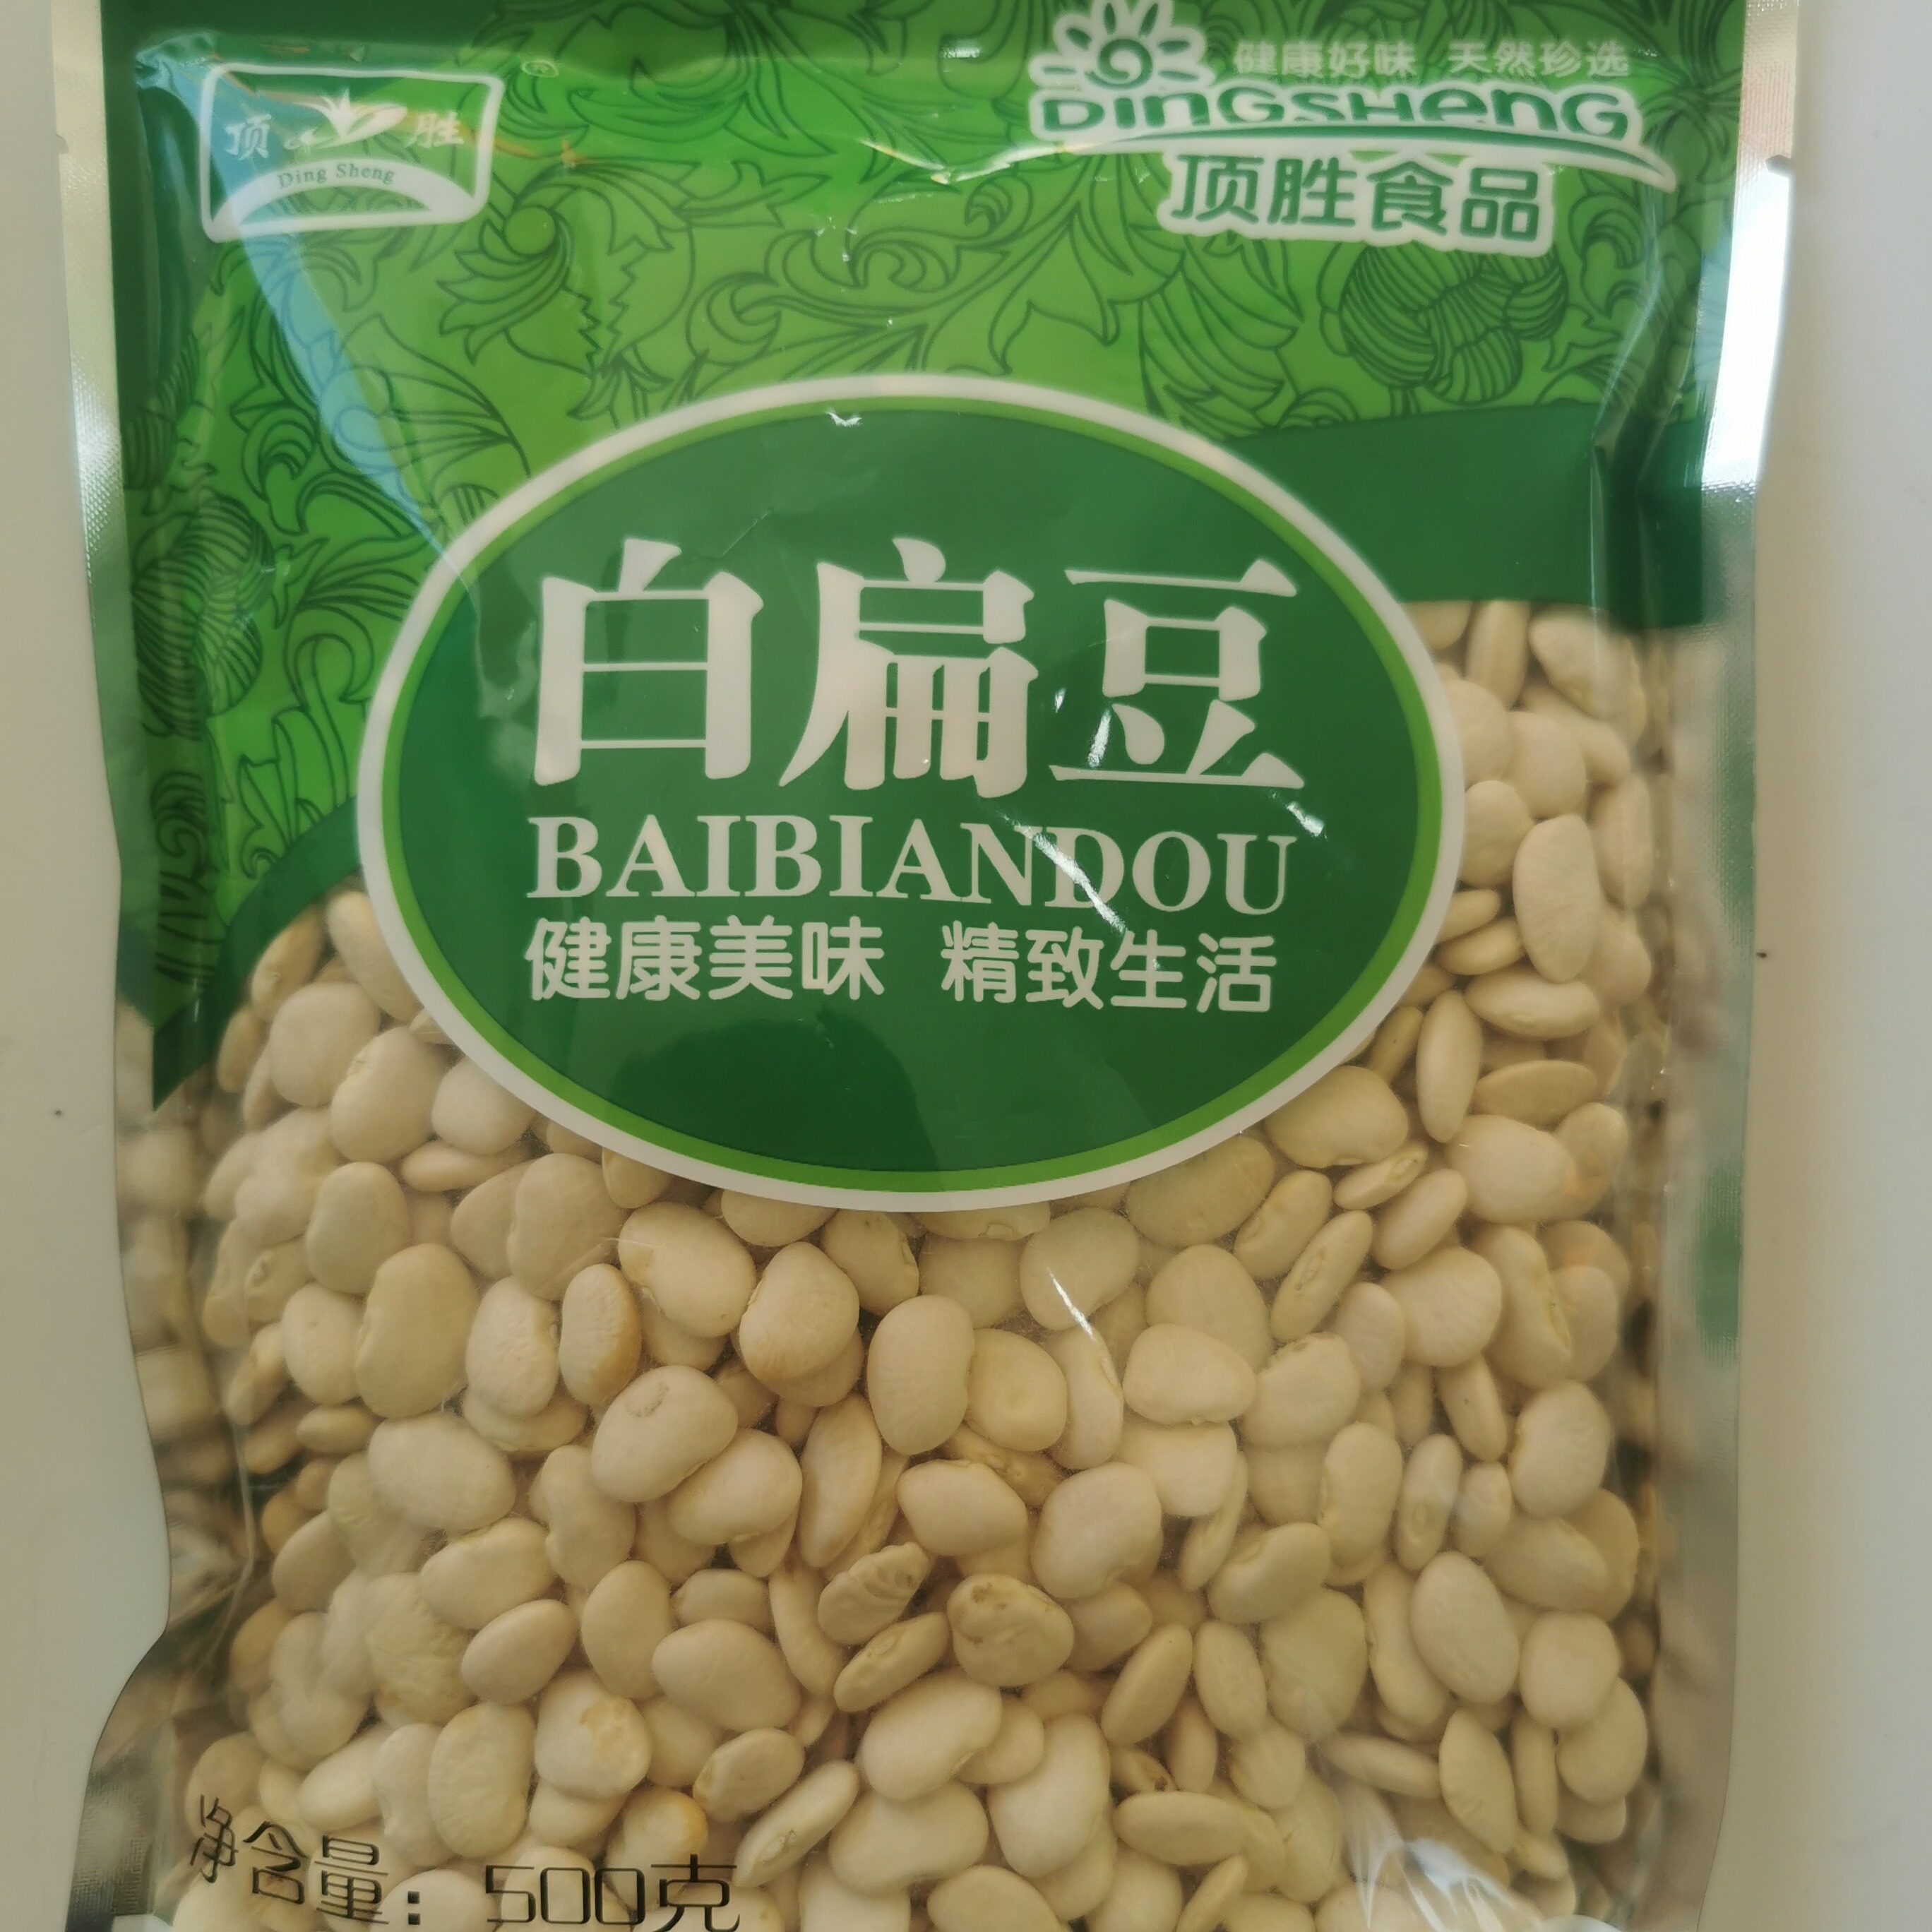 顶胜
Ding Sheng
®
健康好味 天然珍选
DINGSHENG
顶胜食品
白扁豆
BAIBIANDOU
健康美味 精致生活
净含量：500克